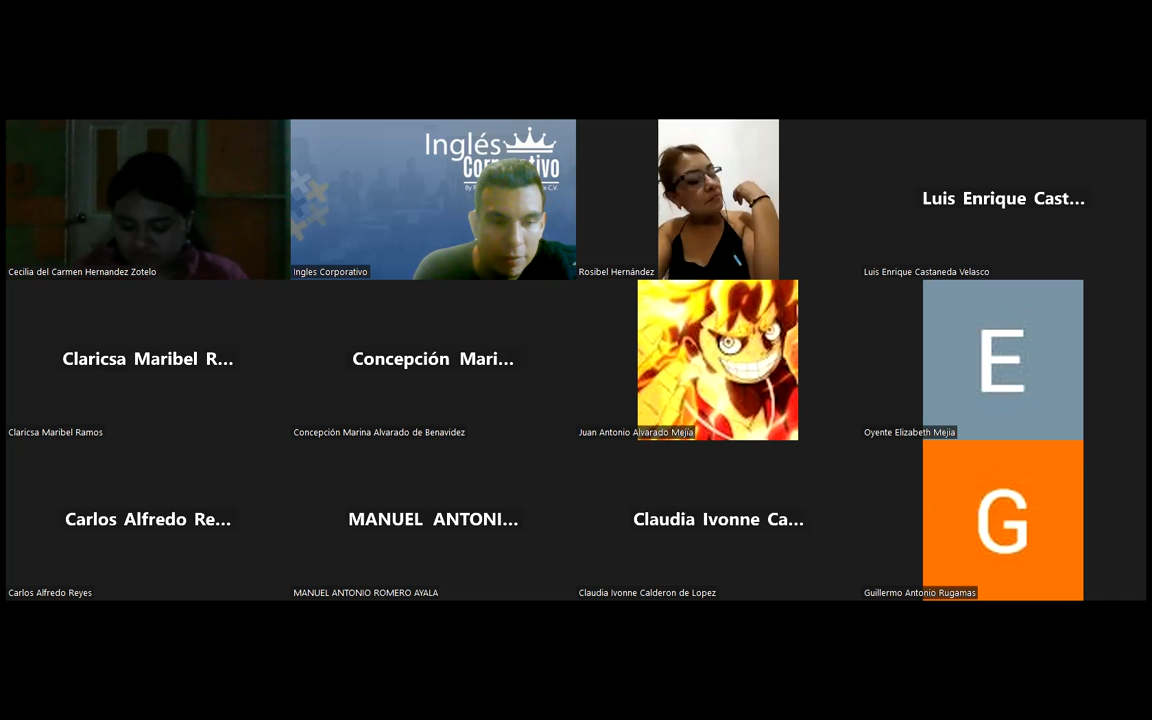 Inglés
Corporativo
Cecilia del Carmen Hernandez Zotelo
Ingles Corporativo
Rosibel Hernández
Luis Enrique Cast...
Luis Enrique Castaneda Velasco
Claricsa Maribel R...
Claricsa Maribel Ramos
Concepción Mari...
Concepción Marina Alvarado de Benavidez
Juan Antonio Alvarado Mejía
E
Oyente Elizabeth Mejia
Carlos Alfredo Re...
Carlos Alfredo Reyes
MANUEL ANTONI...
MANUEL ANTONIO ROMERO AYALA
Claudia Ivonne Ca...
Claudia Ivonne Calderon de Lopez
G
Guillermo Antonio Rugamas